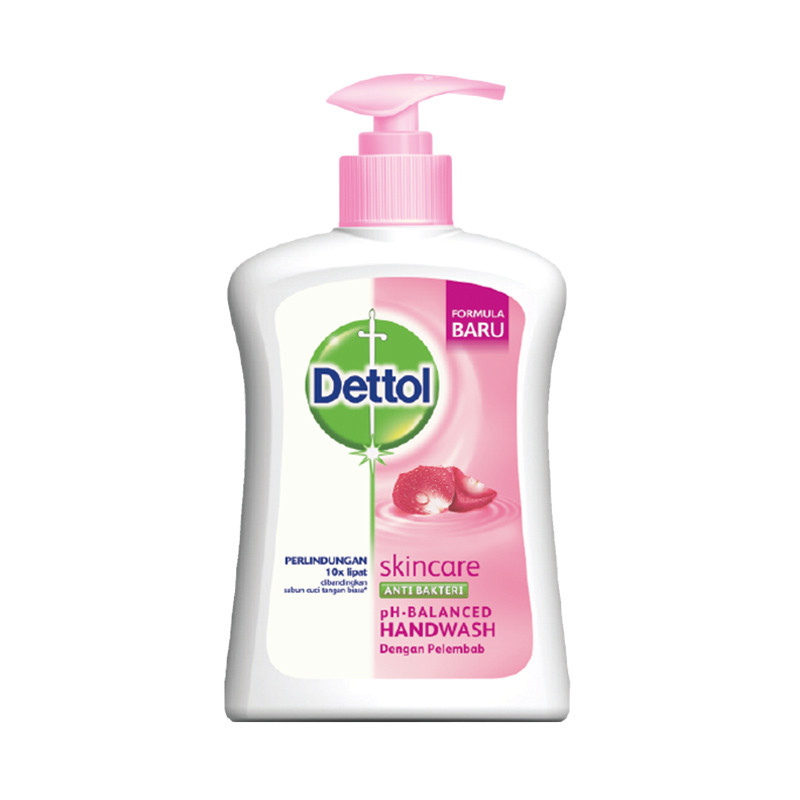 FORMULA
BARU
Dettol
PERLINDUNGAN
10x lipat
dibandingkan
sabun cuci tangan biasa*
skincare
ANTI BAKTERI
pH-BALANCED
HANDWASH
Dengan Pelembab